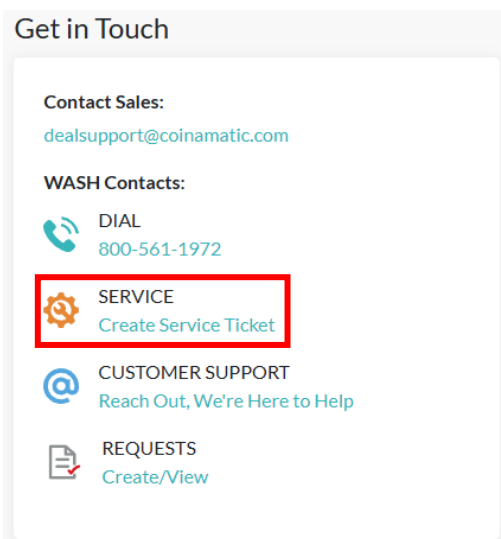 Get in Touch
Contact Sales:
dealsupport@coinamatic.com
WASH Contacts:
DIAL
800-561-1972
SERVICE
Create Service Ticket
CUSTOMER SUPPORT
Reach Out, We're Here to Help
REQUESTS
Create/View